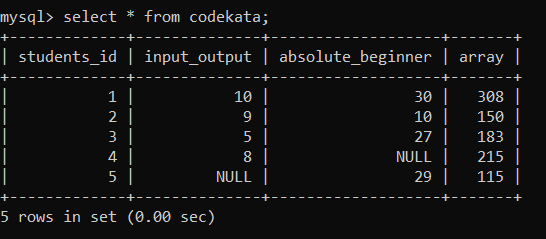 mysql> select * from codekata;
+-------------+--------------+-------------------+-------+
| students_id | input_output | absolute_beginner | array |
+-------------+--------------+-------------------+-------+
|           1 |           10 |                30 |   308 |
|           2 |            9 |                10 |   150 |
|           3 |            5 |                27 |   183 |
|           4 |            8 |              NULL |   215 |
|           5 |         NULL |                29 |   115 |
+-------------+--------------+-------------------+-------+
5 rows in set (0.00 sec)